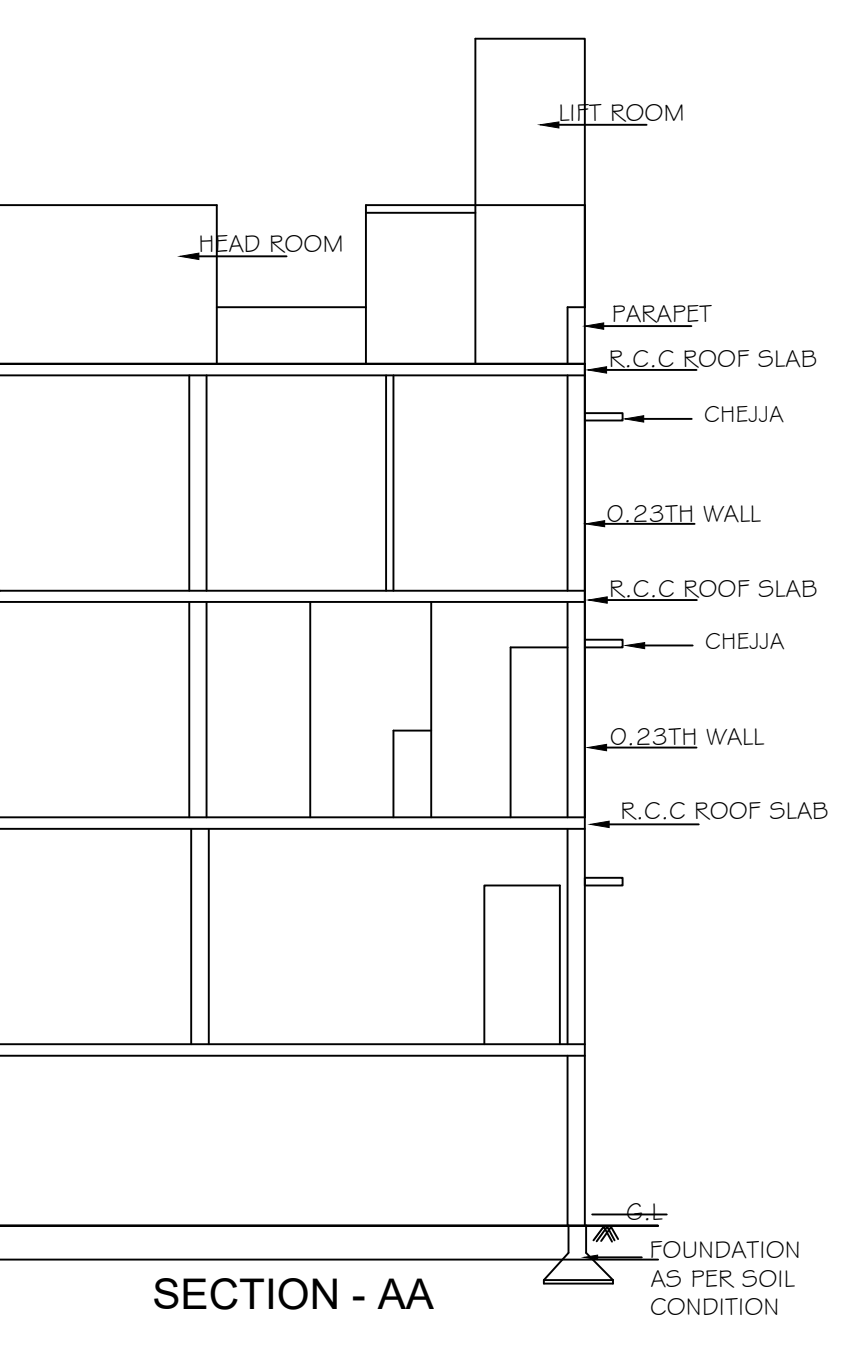 LIFT ROOM
HEAD ROOM
PARAPET
R.C.C ROOF SLAB
CHEJJA
0.23TH WALL
R.C.C ROOF SLAB
CHEJJA
0.23TH WALL
R.C.C ROOF SLAB
G.L
FOUNDATION
AS PER SOIL
CONDITION
SECTION - AA